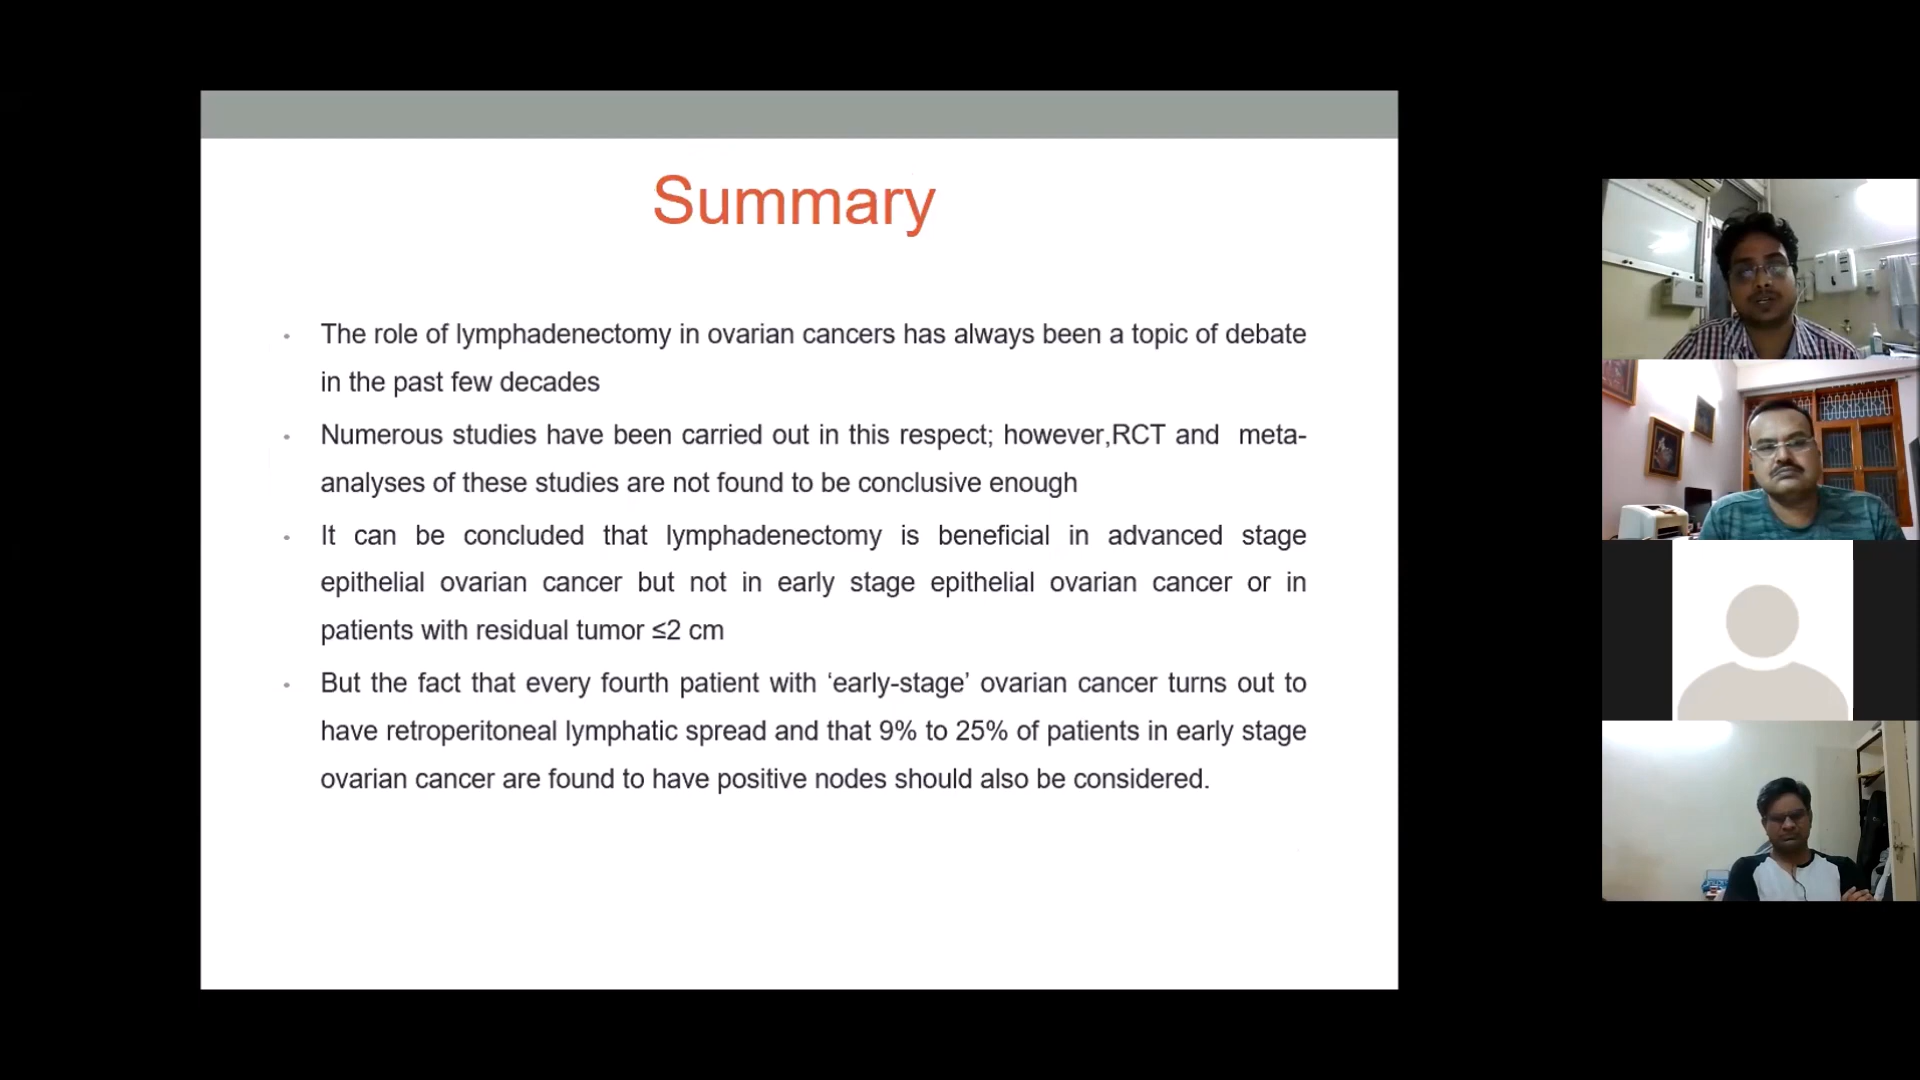 Summary
The role of lymphadenectomy in ovarian cancers has always been a topic of debate
in the past few decades
Numerous studies have been carried out in this respect; however,RCT and meta-
analyses of these studies are not found to be conclusive enough
It can be concluded that lymphadenectomy is beneficial in advanced stage
epithelial ovarian cancer but not in early stage epithelial ovarian cancer or in
patients with residual tumor ≤2 cm
But the fact that every fourth patient with ‘early-stage’ ovarian cancer turns out to
have retroperitoneal lymphatic spread and that 9% to 25% of patients in early stage
ovarian cancer are found to have positive nodes should also be considered.